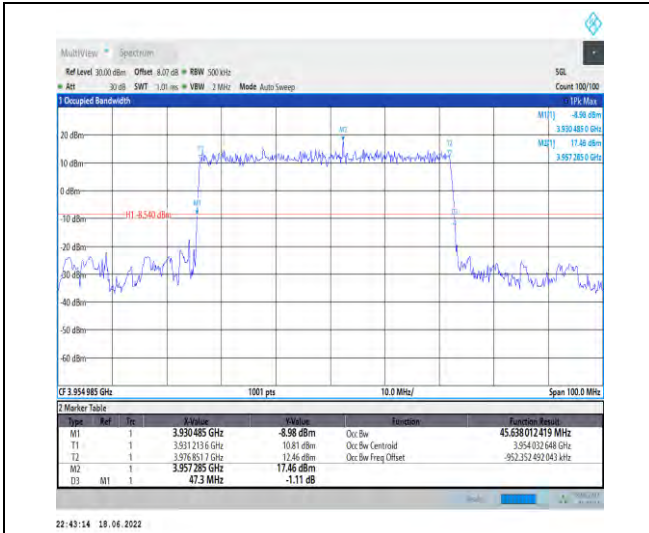 MultiView Spectrum
Ref Level 30.00 dBm Offset 8.07 dB RBW 500 kHz SGL
Att 30 dB SWT 1.01 ms VBW 2 MHz Mode Auto Sweep Count 100/100
1 Occupied Bandwidth 1Pk Max
M1[1] -8.98 dBm
3.930 485 0 GHz
M2[1] 17.46 dBm
3.957 285 0 GHz
M2
20 dBm
T2
10 dBm
0 dBm
M1
-10 dBm
H1 -8.540 dBm
-20 dBm
-30 dBm
-40 dBm
-50 dBm
-60 dBm
CF 3.954 985 GHz 1001 pts 10.0 MHz/ Span 100.0 MHz
2 Marker Table
Type Ref Trc X-Value Y-Value Function Function Result
M1 1 3.930485 GHz -8.98 dBm Occ Bw 45.638 012 419 MHz
T1 1 3.931 213 6 GHz 10.81 dBm Occ Bw Centroid 3.954 032 648 GHz
T2 1 3.976 851 7 GHz 12.46 dBm Occ Bw Freq Offset -952.352 492 043 kHz
M2 1 3.957 285 GHz 17.46 dBm
D3 M1 1 47.3 MHz -1.11 dB
22:43:14 18.06.2022